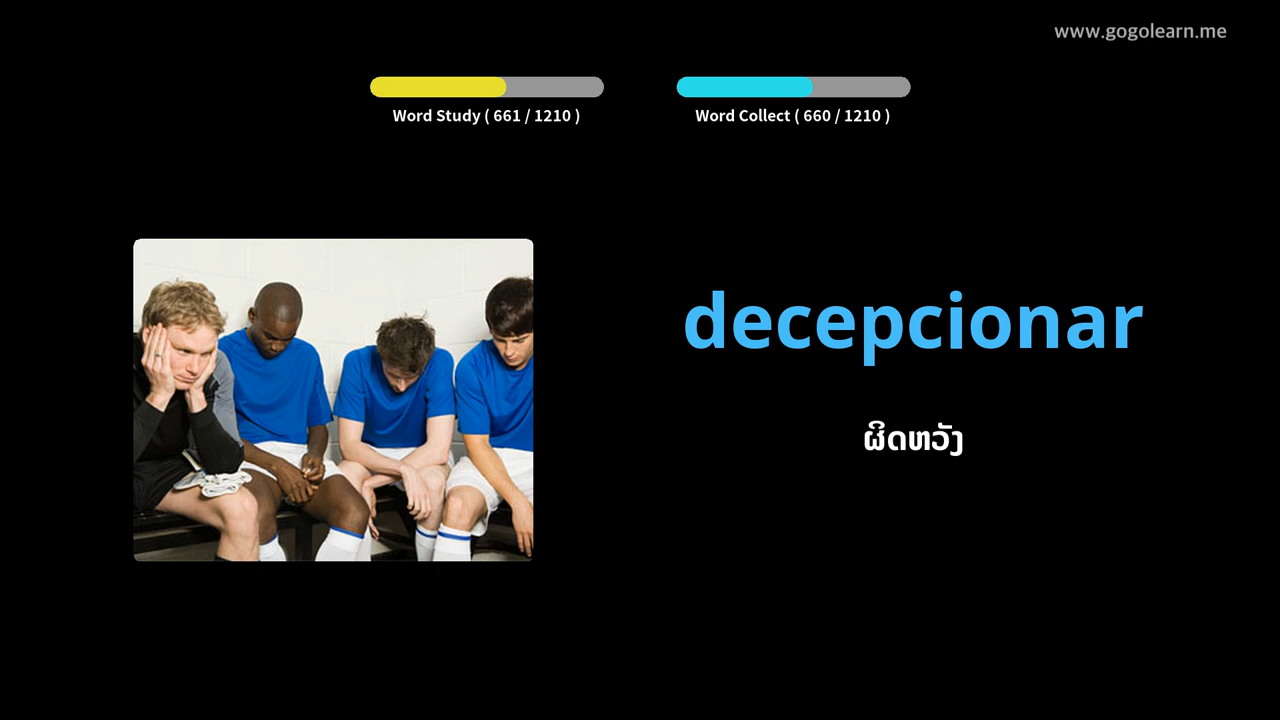 www.gogolearn.me
Word Study ( 661 / 1210 )
Word Collect ( 660 / 1210 )
decepcionar
ຜິດຫວັງ